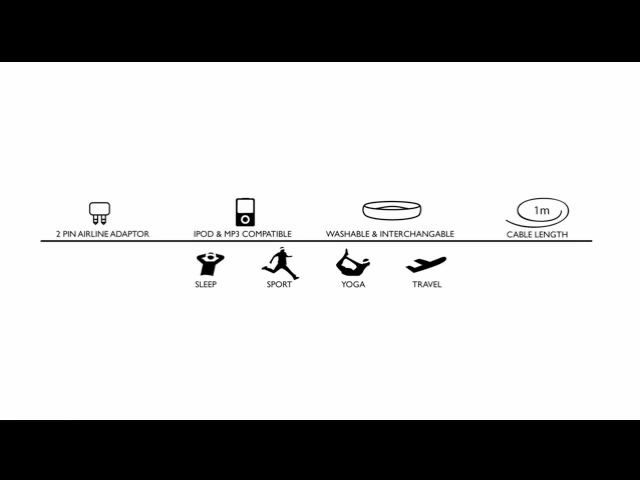 1m
2 PIN AIRLINE ADAPTOR
IPOD & MP3 COMPATIBLE
WASHABLE & INTERCHANGABLE
CABLE LENGTH
SLEEP
SPORT
YOGA
TRAVEL